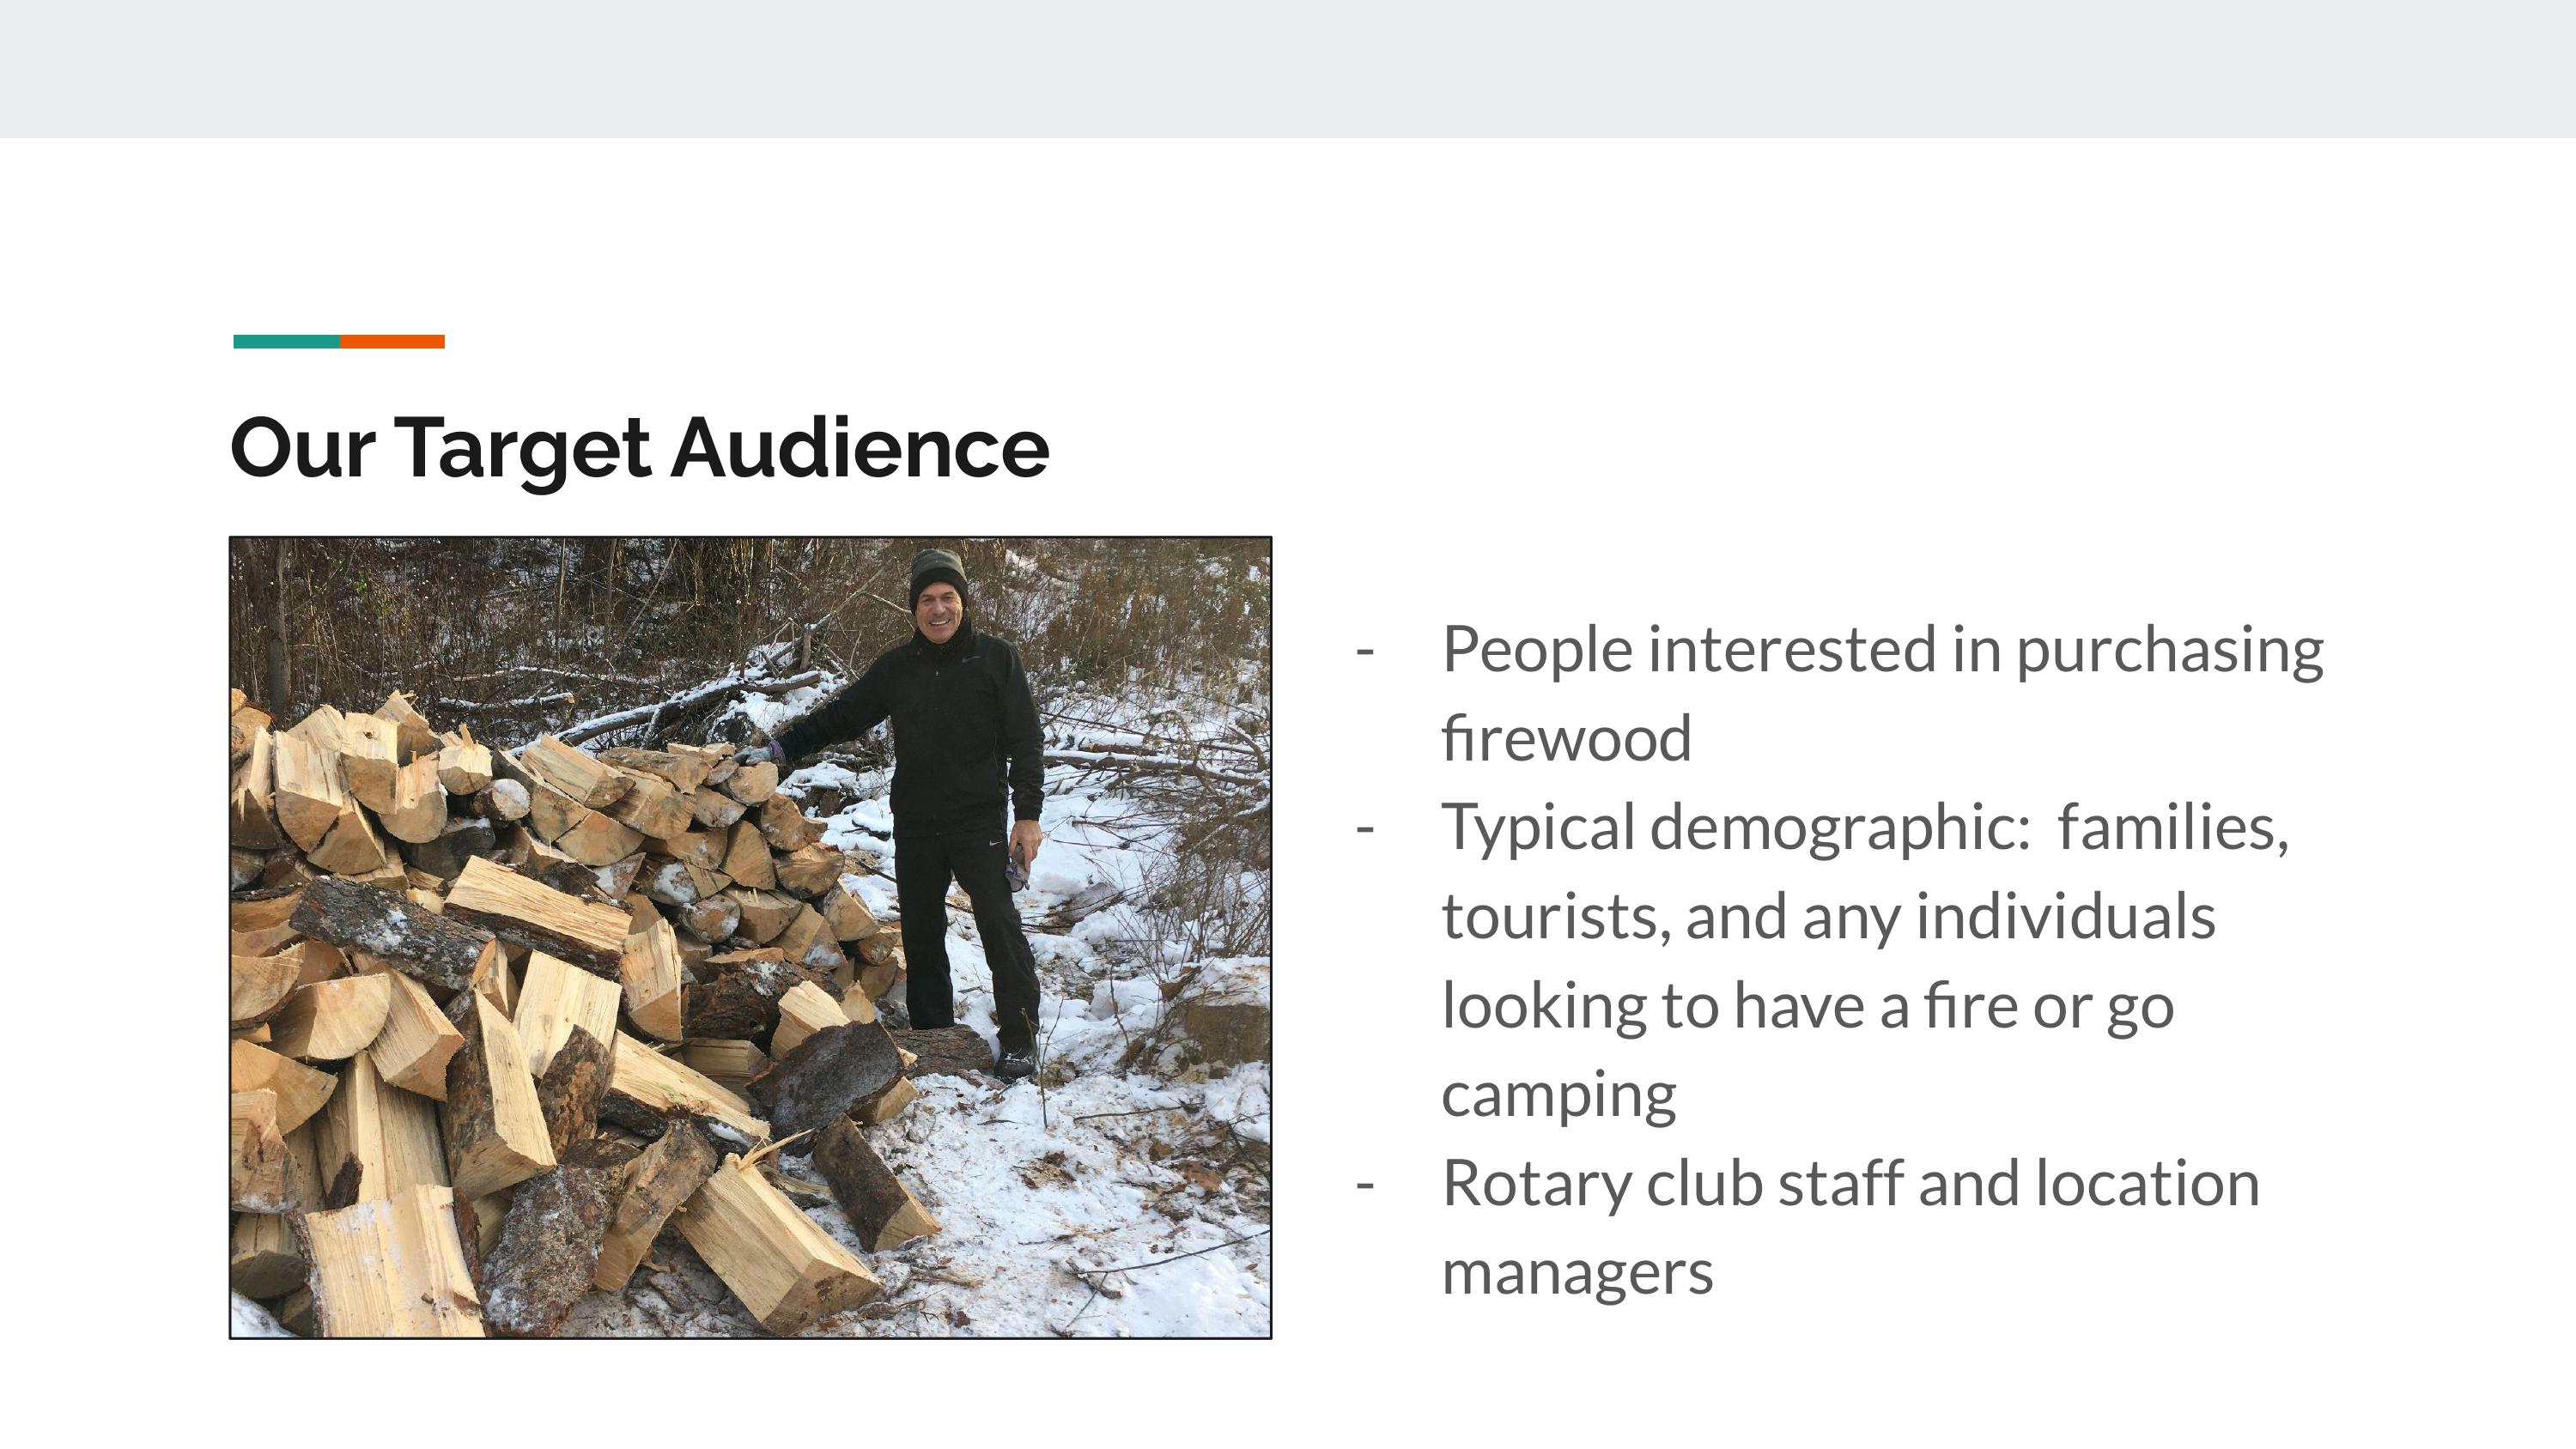 Our Target Audience
- People interested in purchasing
firewood
- Typical demographic:  families,
tourists, and any individuals
looking to have a fire or go
camping
- Rotary club staff and location
managers